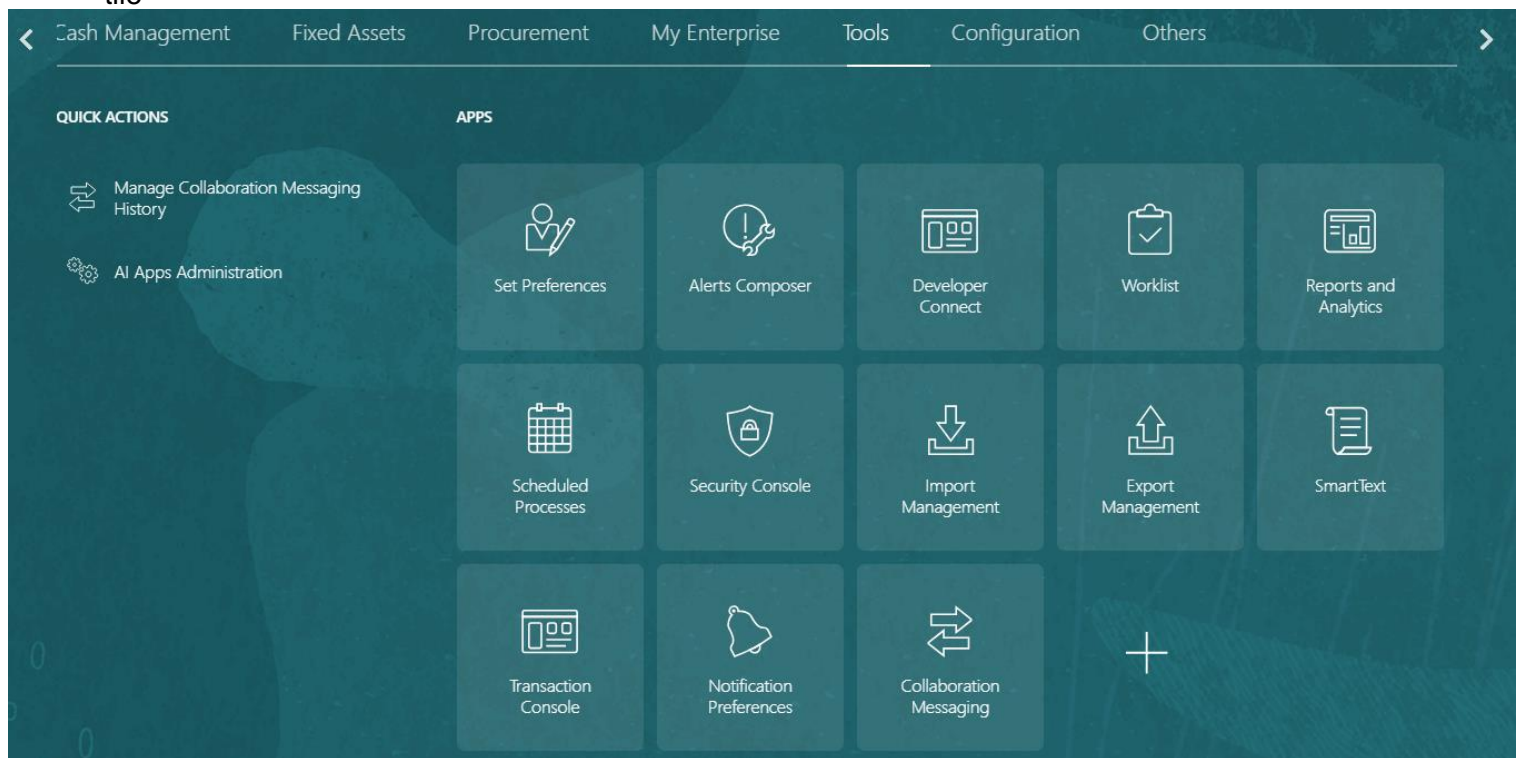 Cash Management Fixed Assets Procurement My Enterprise Tools Configuration Others
QUICK ACTIONS
APPS
Manage Collaboration Messaging
History
AI Apps Administration
Set Preferences
Alerts Composer
Developer
Connect
Worklist
Reports and
Analytics
Scheduled
Processes
Security Console
Import
Management
Export
Management
SmartText
Transaction
Console
Notification
Preferences
Collaboration
Messaging